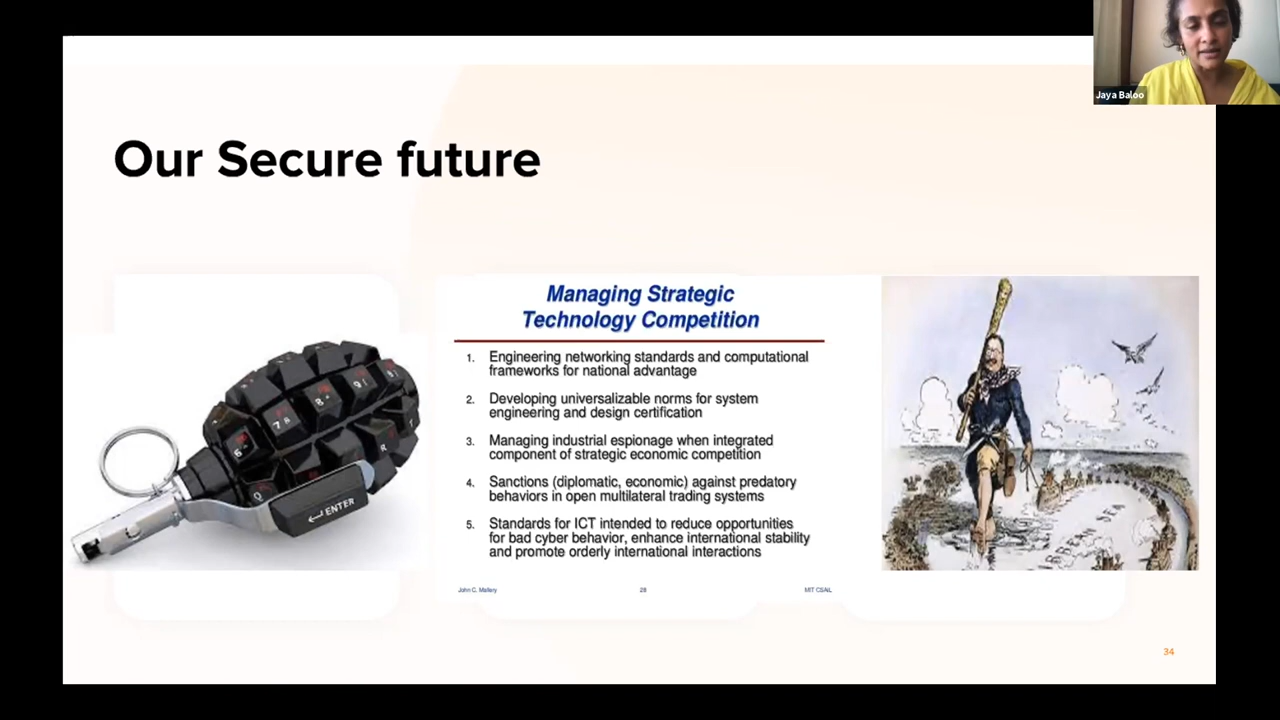 Jaya Baloo
Our Secure future
ENTER
Managing Strategic
Technology Competition
1. Engineering networking standards and computational
frameworks for national advantage
2. Developing universalizable norms for system
engineering and design certification
3. Managing industrial espionage when integrated
component of strategic economic competition
4. Sanctions (diplomatic, economic) against predatory
behaviors in open multilateral trading systems
5. Standards for ICT intended to reduce opportunities
for bad cyber behavior, enhance international stability
and promote orderly international interactions
John C. Mallery
28
MIT CSAIL
34